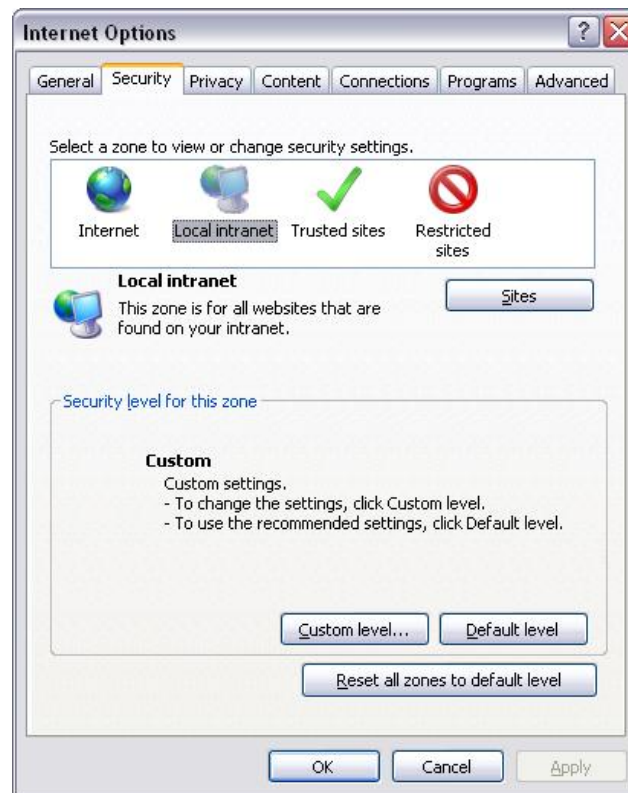 Internet Options
General Security Privacy Content Connections Programs Advanced
Select a zone to view or change security settings.
Internet Local intranet Trusted sites Restricted sites
Local intranet
Sites
This zone is for all websites that are
found on your intranet.
Security level for this zone
Custom
Custom settings.
- To change the settings, click Custom level.
- To use the recommended settings, click Default level.
Custom level... Default level
Reset all zones to default level
OK Cancel Apply